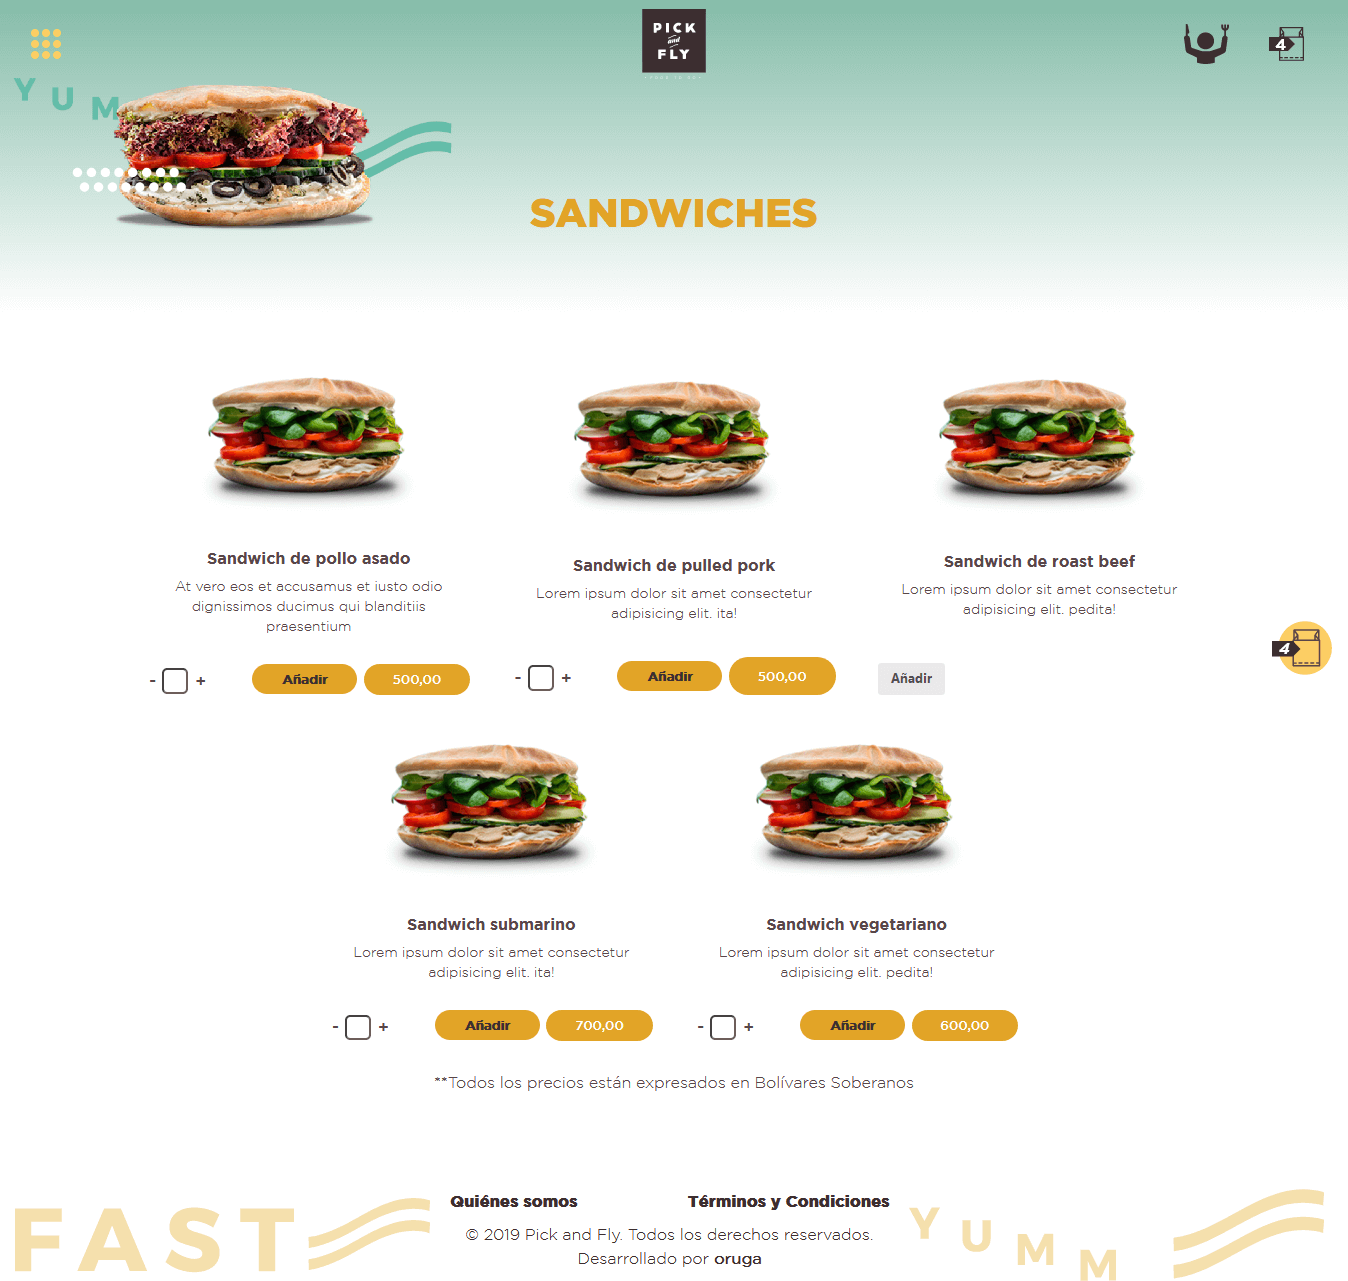 PICK
and
FLY
4
YUM
SANDWICHES
Sandwich de pollo asado
At vero eos et accusamus et iusto odio
dignissimos ducimus qui blanditiis
praesentium
- + Añadir 500,00
Sandwich de pulled pork
Lorem ipsum dolor sit amet consectetur
adipisicing elit. ita!
- + Añadir 500,00
Sandwich de roast beef
Lorem ipsum dolor sit amet consectetur
adipisicing elit. pedita!
Añadir
4
Sandwich submarino
Lorem ipsum dolor sit amet consectetur
adipisicing elit. ita!
- + Añadir 700,00
Sandwich vegetariano
Lorem ipsum dolor sit amet consectetur
adipisicing elit. pedita!
- + Añadir 600,00
**Todos los precios están expresados en Bolívares Soberanos
FAST
Quiénes somos
Términos y Condiciones
© 2019 Pick and Fly. Todos los derechos reservados.
Desarrollado por oruga
YUMM